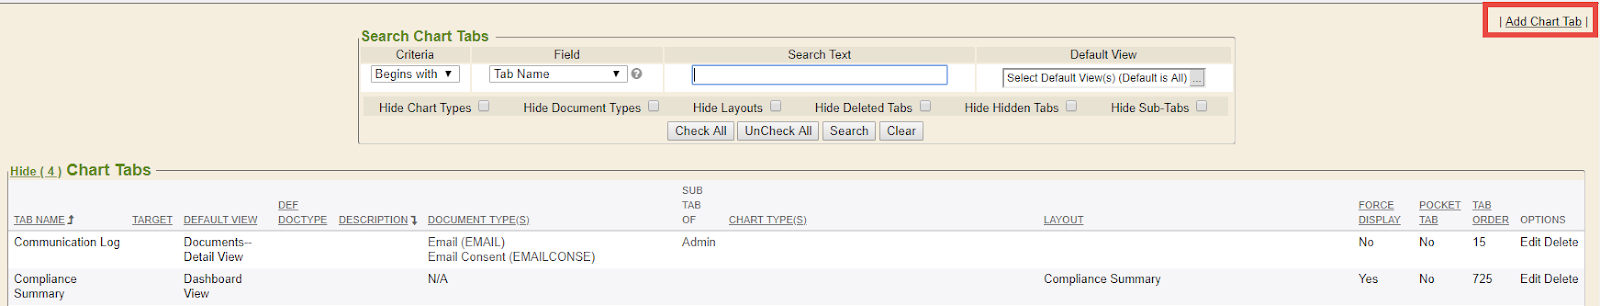 | Add Chart Tab |
Search Chart Tabs
Criteria Field Search Text Default View
Begins with Tab Name Select Default View(s) (Default is All) ...
Hide Chart Types Hide Document Types Hide Layouts Hide Deleted Tabs Hide Hidden Tabs Hide Sub-Tabs
Check All UnCheck All Search Clear
Hide ( 4 ) Chart Tabs
SUB
DEF TAB FORCE POCKET TAB
TAB NAME TARGET DEFAULT VIEW DOCTYPE DESCRIPTION DOCUMENT TYPE(S) OF CHART TYPE(S) LAYOUT DISPLAY TAB ORDER OPTIONS
Communication Log Documents-- Email (EMAIL) Admin No No 15 Edit Delete
Detail View Email Consent (EMAILCONSE)
Compliance Dashboard N/A Compliance Summary Yes No 725 Edit Delete
Summary View